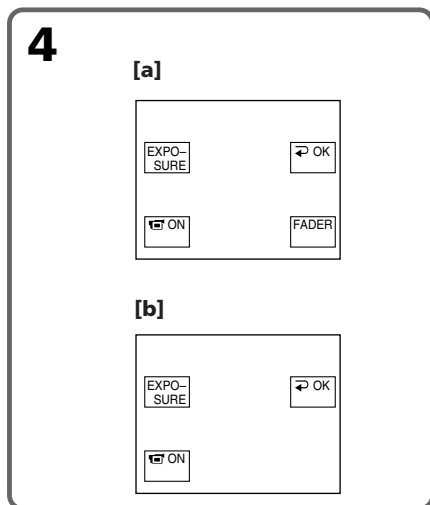 4
[a]
EXPO–
SURE
OK
ON
FADER
[b]
EXPO–
SURE
OK
ON